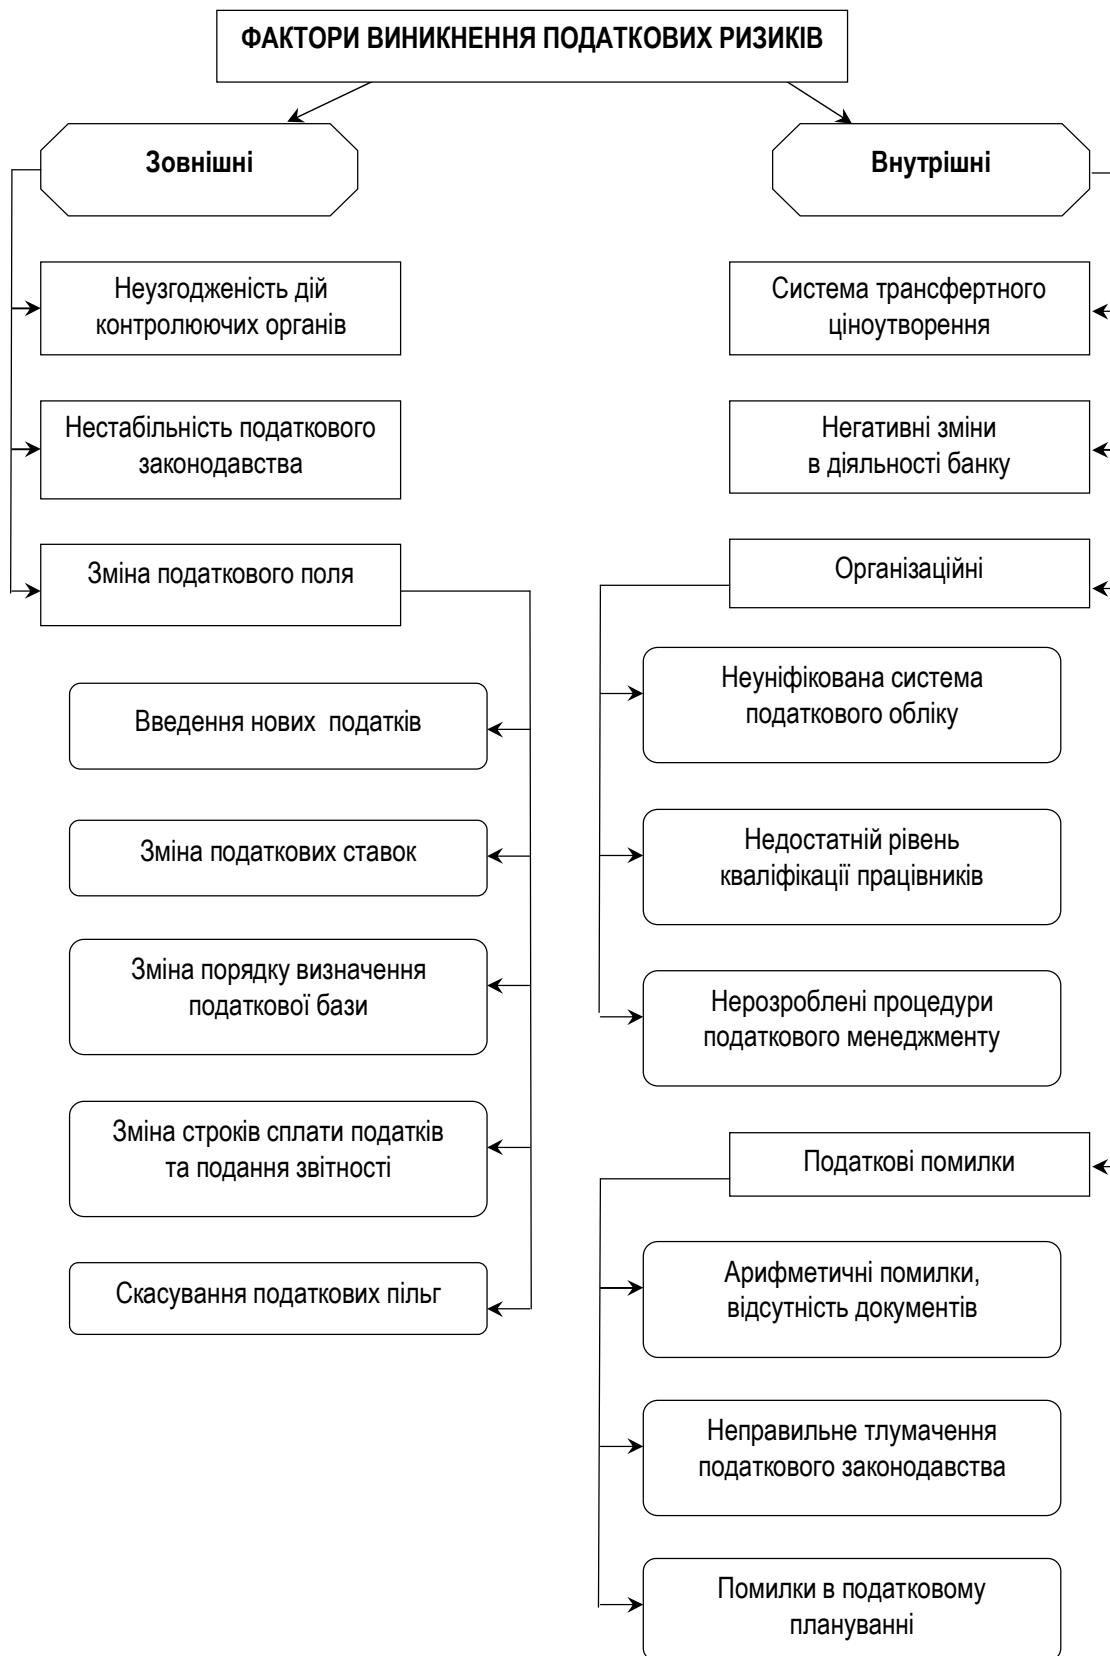 ФАКТОРИ ВИНИКНЕННЯ ПОДАТКОВИХ РИЗИКІВ
Зовнішні
Неузгодженість дій
контролюючих органів
Нестабільність податкового
законодавства
Зміна податкового поля
Введення нових податків
Зміна податкових ставок
Зміна порядку визначення
податкової бази
Зміна строків сплати податків
та подання звітності
Скасування податкових пільг
Внутрішні
Система трансфертного
ціноутворення
Негативні зміни
в діяльності банку
Організаційні
Неуніфікована система
податкового обліку
Недостатній рівень
кваліфікації працівників
Нерозроблені процедури
податкового менеджменту
Податкові помилки
Арифметичні помилки,
відсутність документів
Неправильне тлумачення
податкового законодавства
Помилки в податковому
плануванні